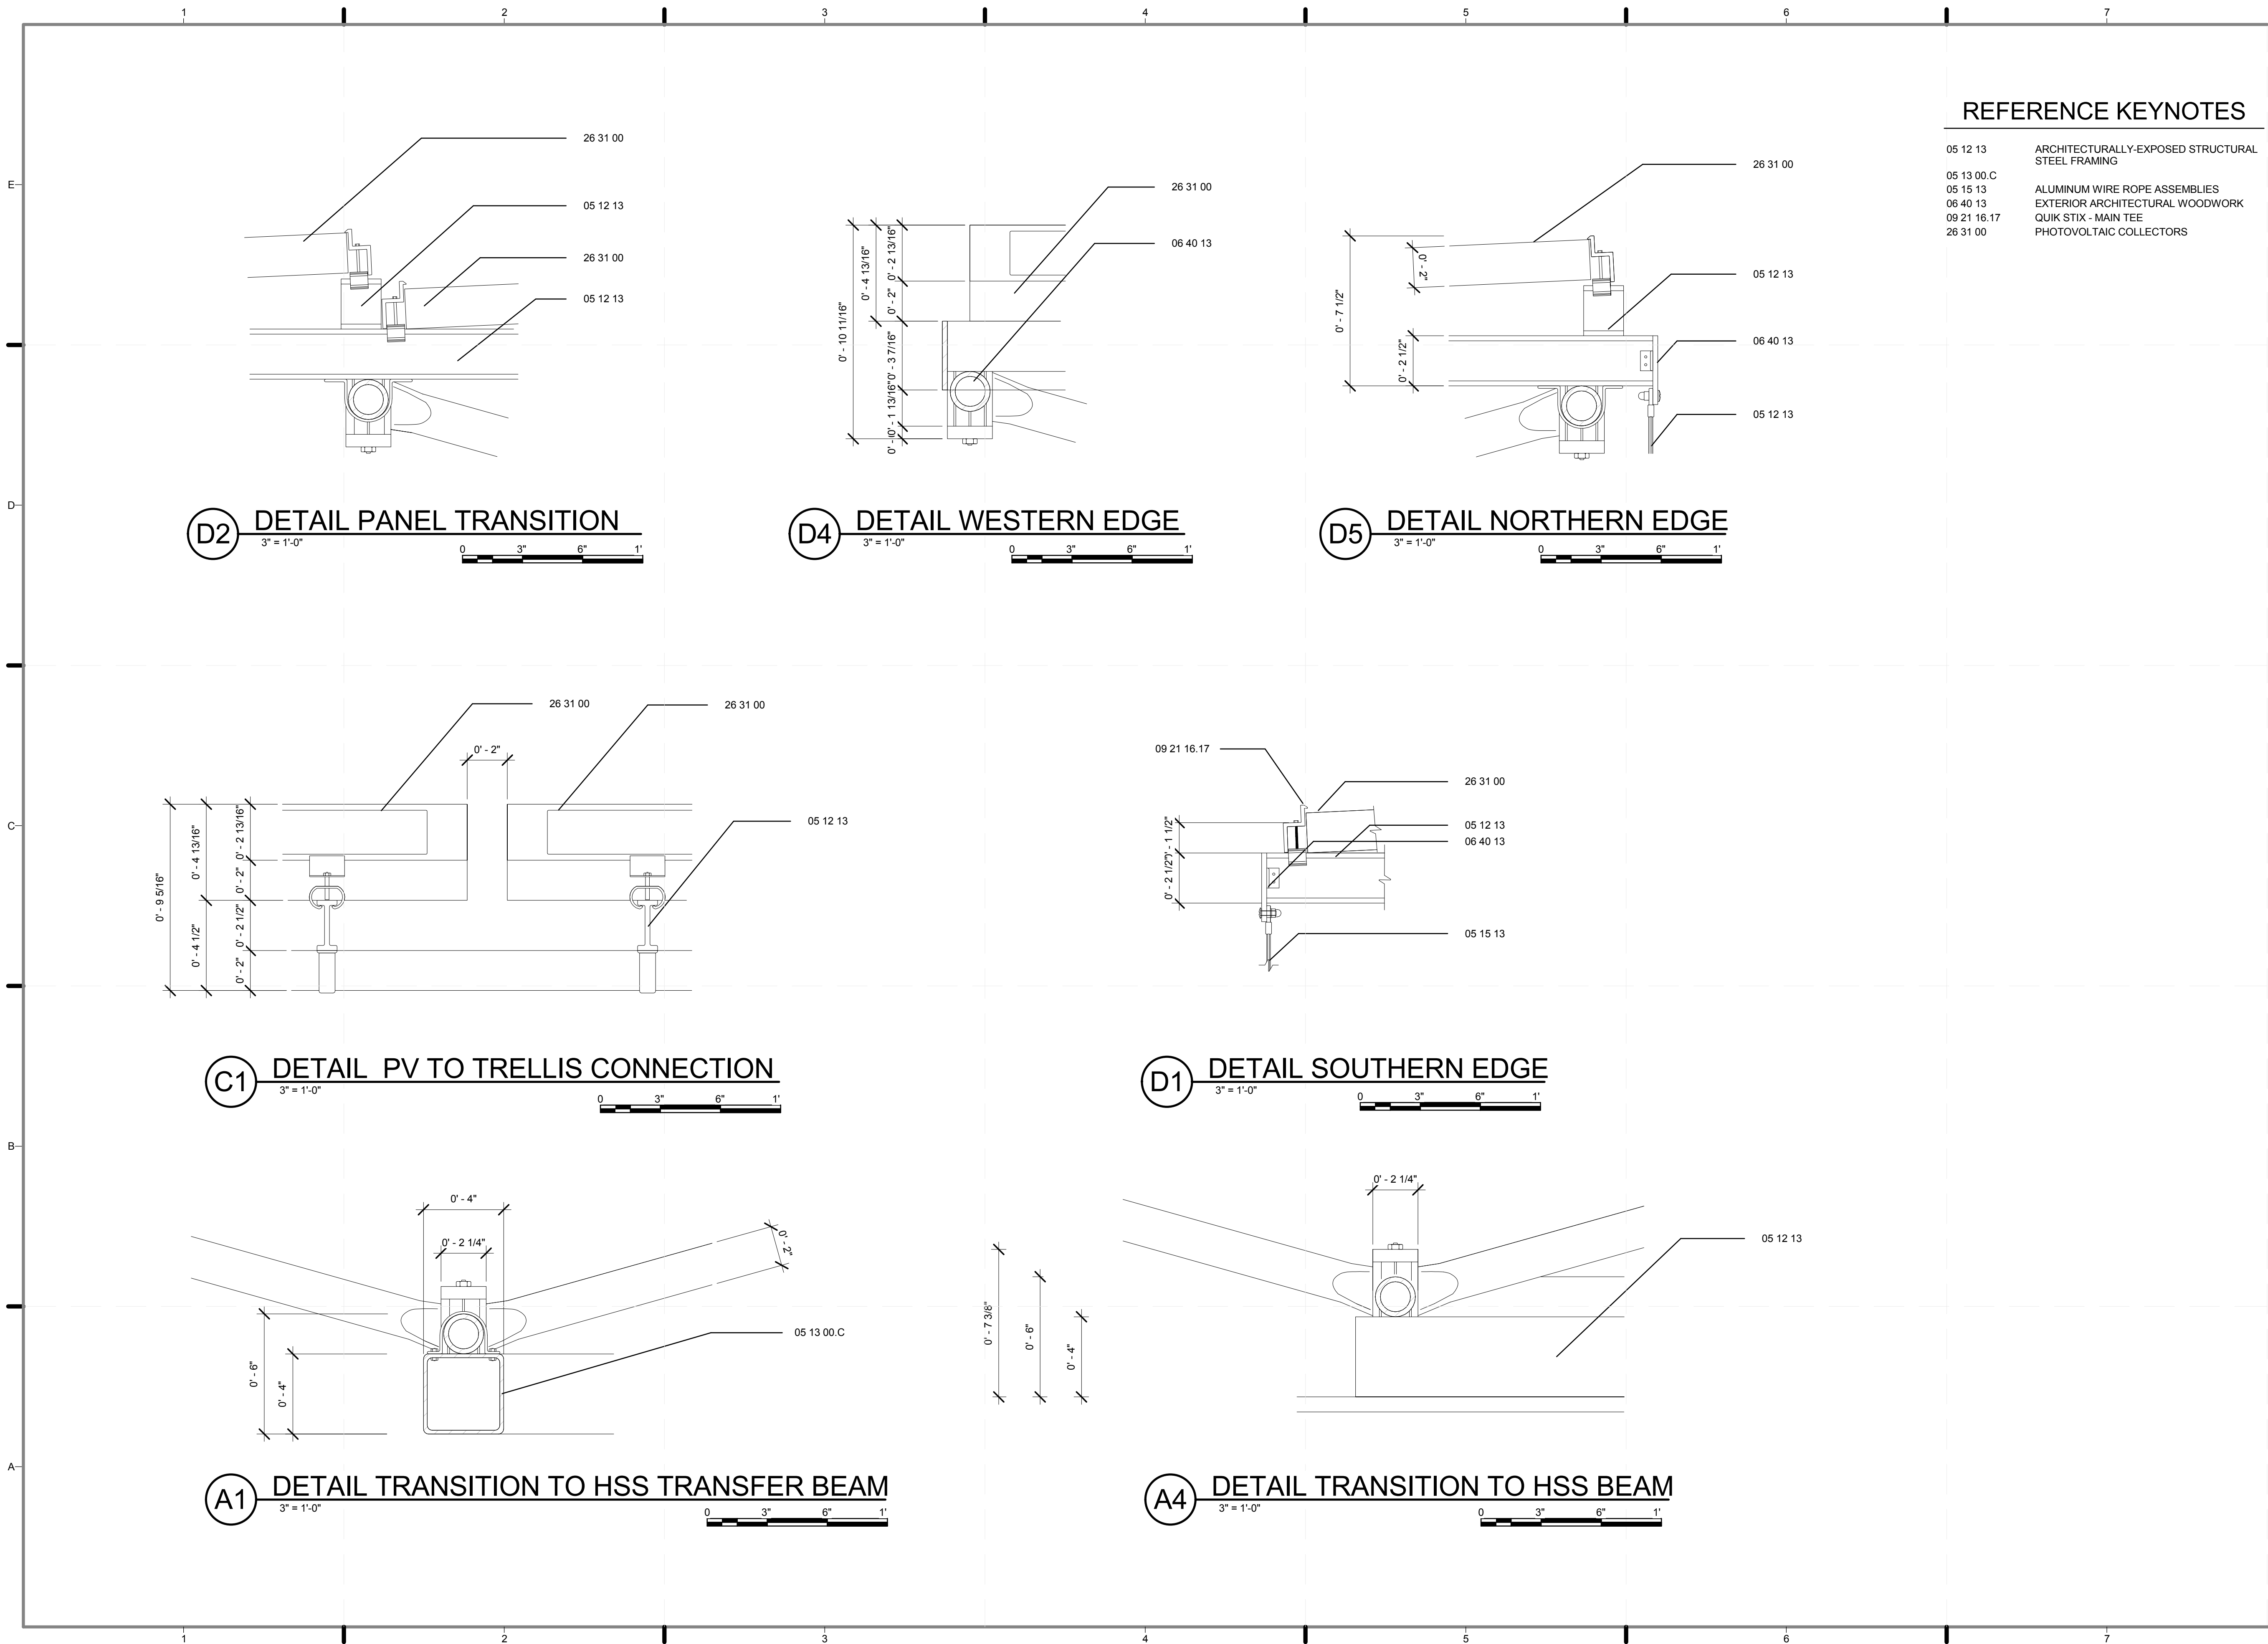 1 2 3 4 5 6 7
E
D
C
B
A
REFERENCE KEYNOTES
05 12 13 ARCHITECTURALLY-EXPOSED STRUCTURAL
STEEL FRAMING
05 13 00.C
05 15 13 ALUMINUM WIRE ROPE ASSEMBLIES
06 40 13 EXTERIOR ARCHITECTURAL WOODWORK
09 21 16.17 QUIK STIX - MAIN TEE
26 31 00 PHOTOVOLTAIC COLLECTORS
26 31 00
05 12 13
26 31 00
05 12 13
D2 DETAIL PANEL TRANSITION
3" = 1'-0"
0 3" 6" 1'
26 31 00
06 40 13
0' - 10 11/16"
0' - 4 13/16"
0' - 2 13/16"
0' - 2"
0' - 3 7/16"
0' - 1 13/16"
D4 DETAIL WESTERN EDGE
3" = 1'-0"
0 3" 6" 1'
26 31 00
05 12 13
06 40 13
05 12 13
0' - 7 1/2"
0' - 2"
0' - 2 1/2"
D5 DETAIL NORTHERN EDGE
3" = 1'-0"
0 3" 6" 1'
26 31 00
26 31 00
05 12 13
0' - 2"
0' - 9 5/16"
0' - 4 13/16"
0' - 4 1/2"
0' - 2 13/16"
0' - 2"
0' - 2 1/2"
0' - 2"
C1 DETAIL PV TO TRELLIS CONNECTION
3" = 1'-0"
0 3" 6" 1'
09 21 16.17
26 31 00
05 12 13
06 40 13
05 15 13
1 1/2"
0' - 2 1/2"
D1 DETAIL SOUTHERN EDGE
3" = 1'-0"
0 3" 6" 1'
0' - 4"
0' - 2 1/4"
0' - 2"
05 13 00.C
0' - 6"
0' - 4"
A1 DETAIL TRANSITION TO HSS TRANSFER BEAM
3" = 1'-0"
0 3" 6" 1'
0' - 2 1/4"
05 12 13
0' - 7 3/8"
0' - 6"
0' - 4"
A4 DETAIL TRANSITION TO HSS BEAM
3" = 1'-0"
0 3" 6" 1'
1 2 3 4 5 6 7